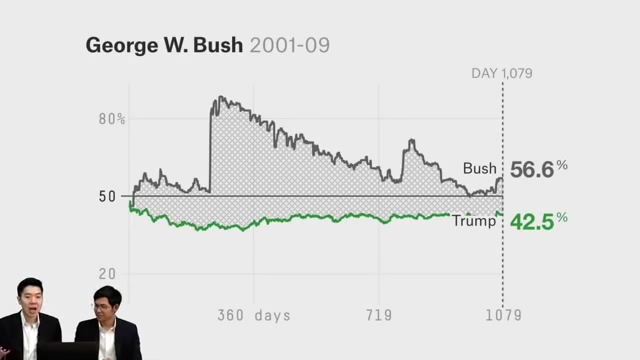 George W. Bush 2001-09
DAY 1,079
80%
Bush 56.6%
50
Trump 42.5%
20
360 days 719 1079